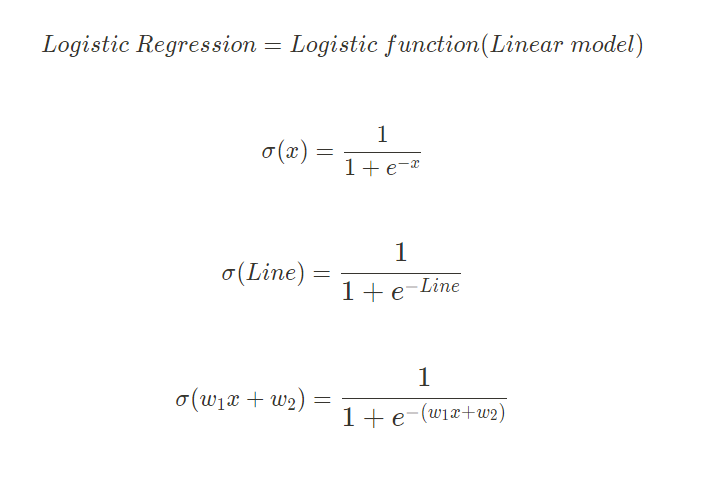 Logistic Regression = Logistic function(Linear model)
σ(x) = 1 / (1 + e^{−x})
σ(Line) = 1 / (1 + e^{−Line})
σ(w₁x + w₂) = 1 / (1 + e^{−(w₁x+w₂)})